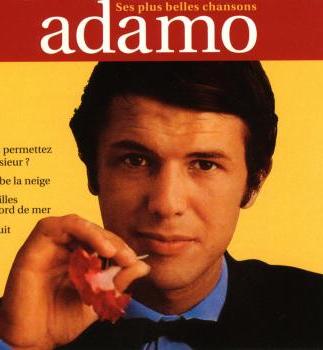 Ses plus belles chansons
adamo
permettez
sieur ?
be la neige
illes
ord de mer
uit